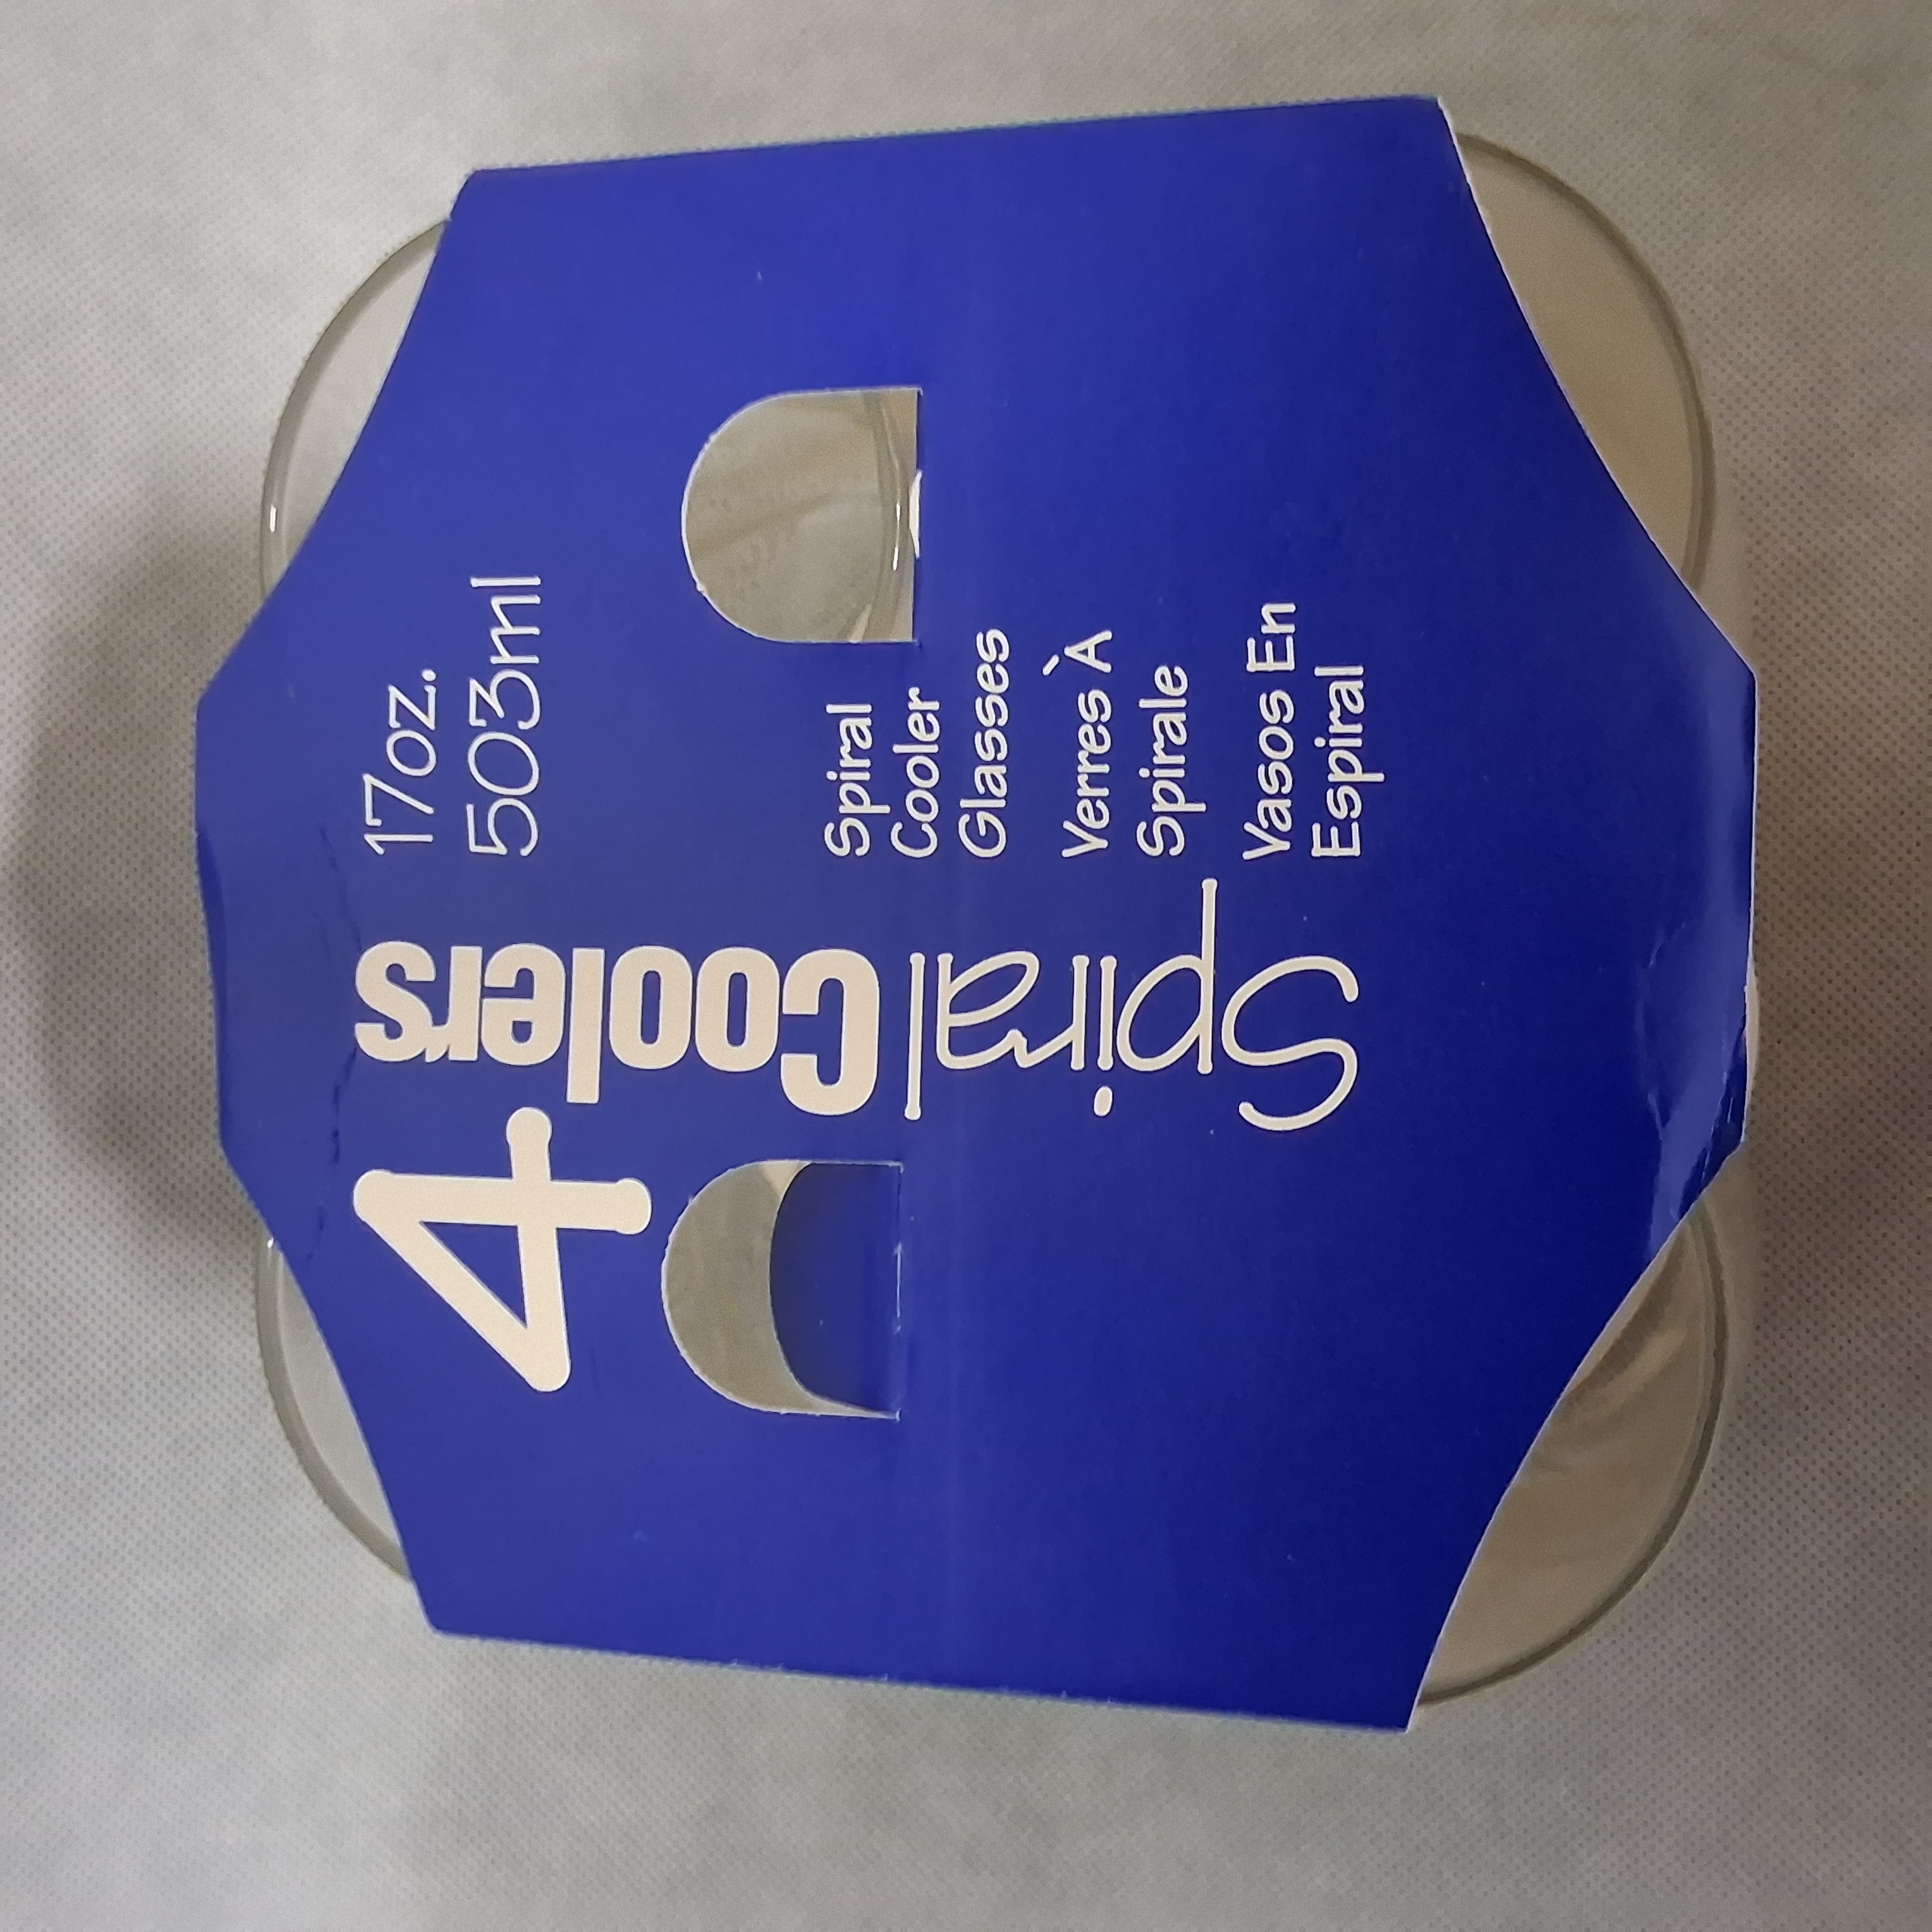 4
Spiral Coolers
17oz.
503ml
Spiral
Cooler
Glasses
Verres À
Spirale
Vasos En
Espiral